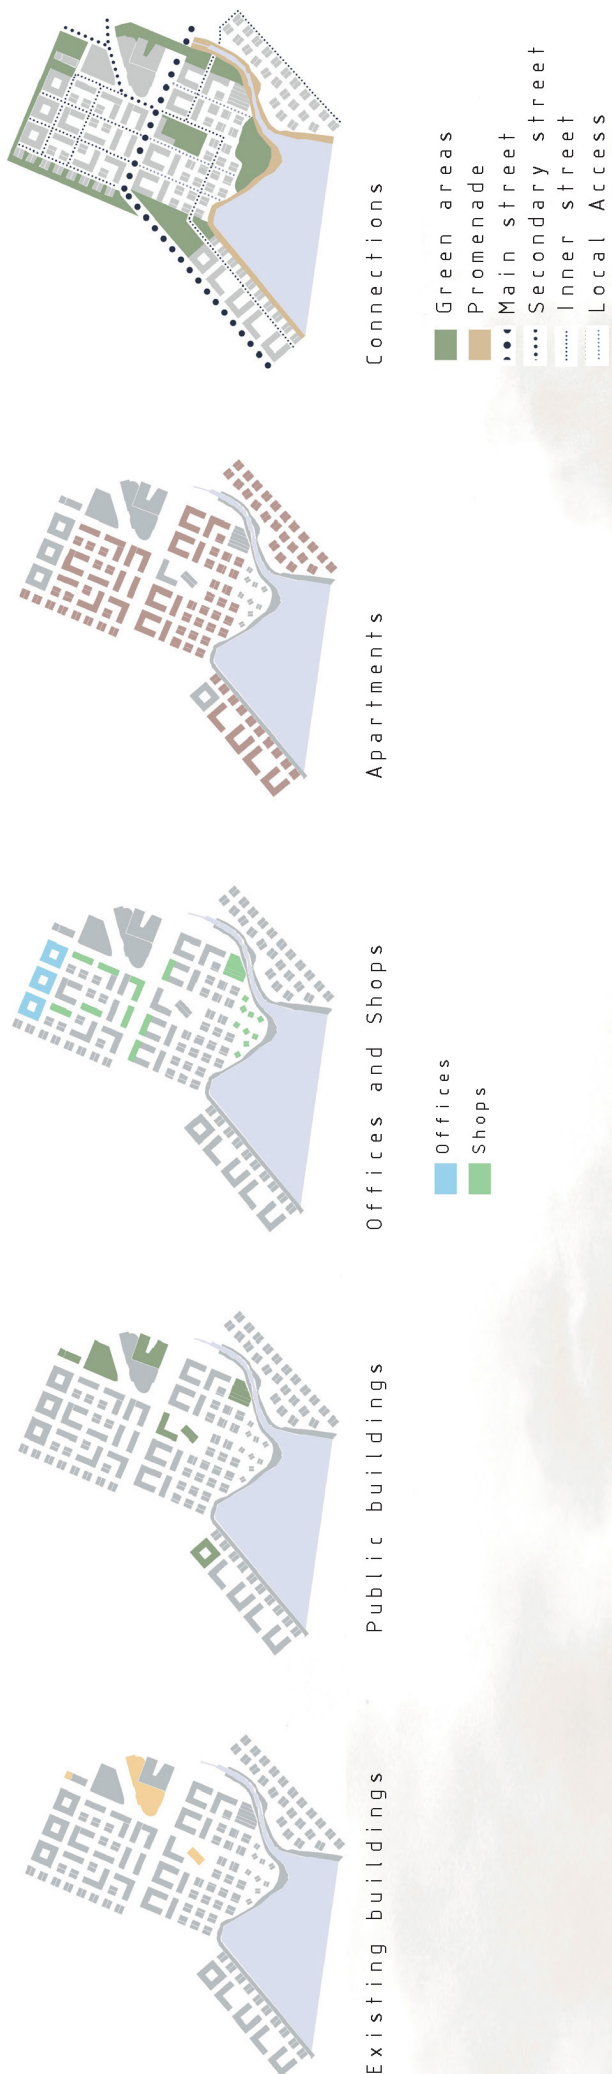 Existing buildings
Public buildings
Offices and Shops
Offices
Shops
Apartments
Connections
Green areas
Promenade
Main street
Secondary street
Inner street
Local Access